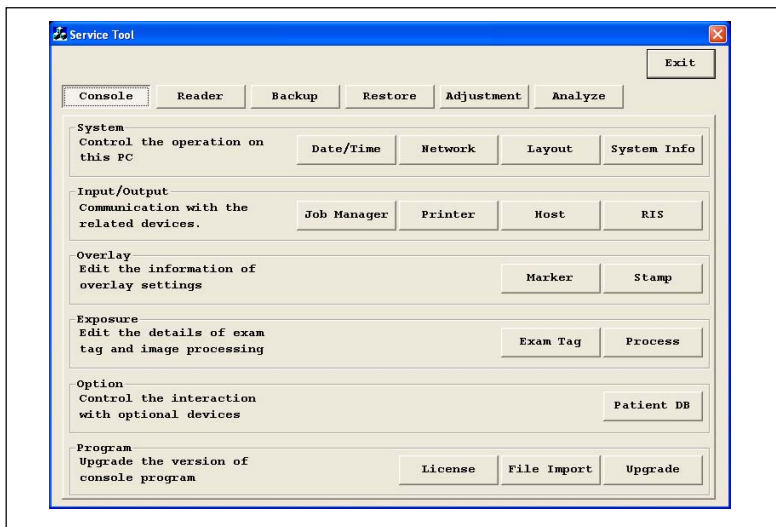 Service Tool
Exit
Console Reader Backup Restore Adjustment Analyze
System
Control the operation on
this PC
Date/Time Network Layout System Info
Input/Output
Communication with the
related devices.
Job Manager Printer Host RIS
Overlay
Edit the information of
overlay settings
Marker Stamp
Exposure
Edit the details of exam
tag and image processing
Exam Tag Process
Option
Control the interaction
with optional devices
Patient DB
Program
Upgrade the version of
console program
License File Import Upgrade